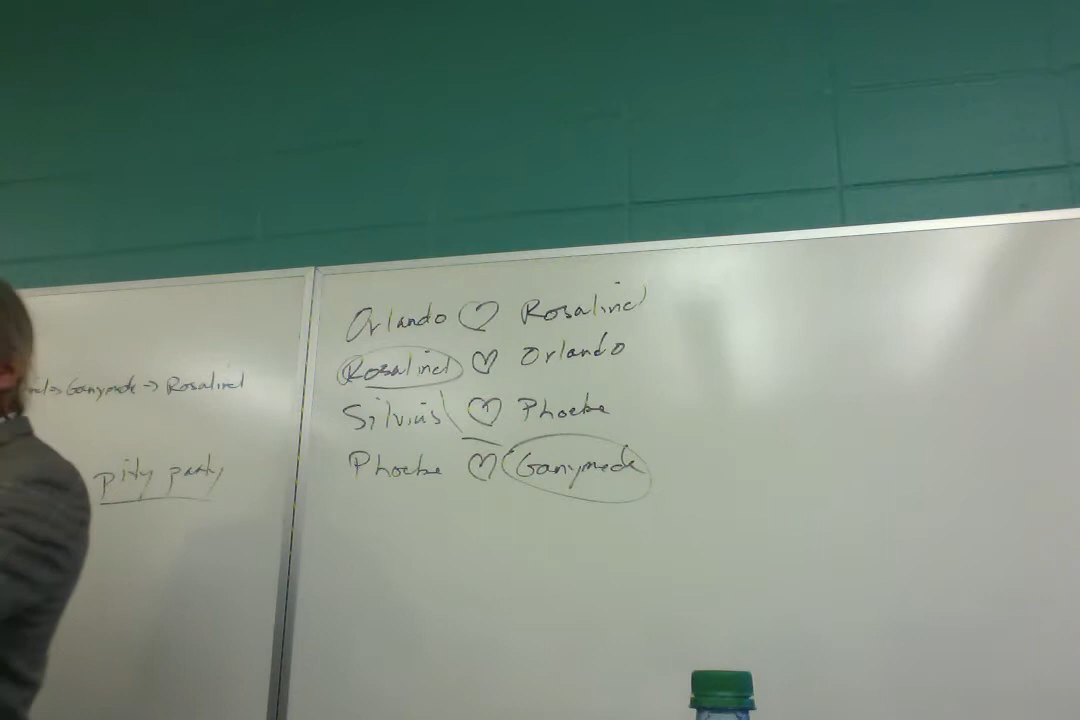 Orlando ♡ Rosalind
Rosalind ♡ Orlando
Silvius ♡ Phoebe
Phoebe ♡ Ganymede
→ Ganymede → Rosalind
pity party